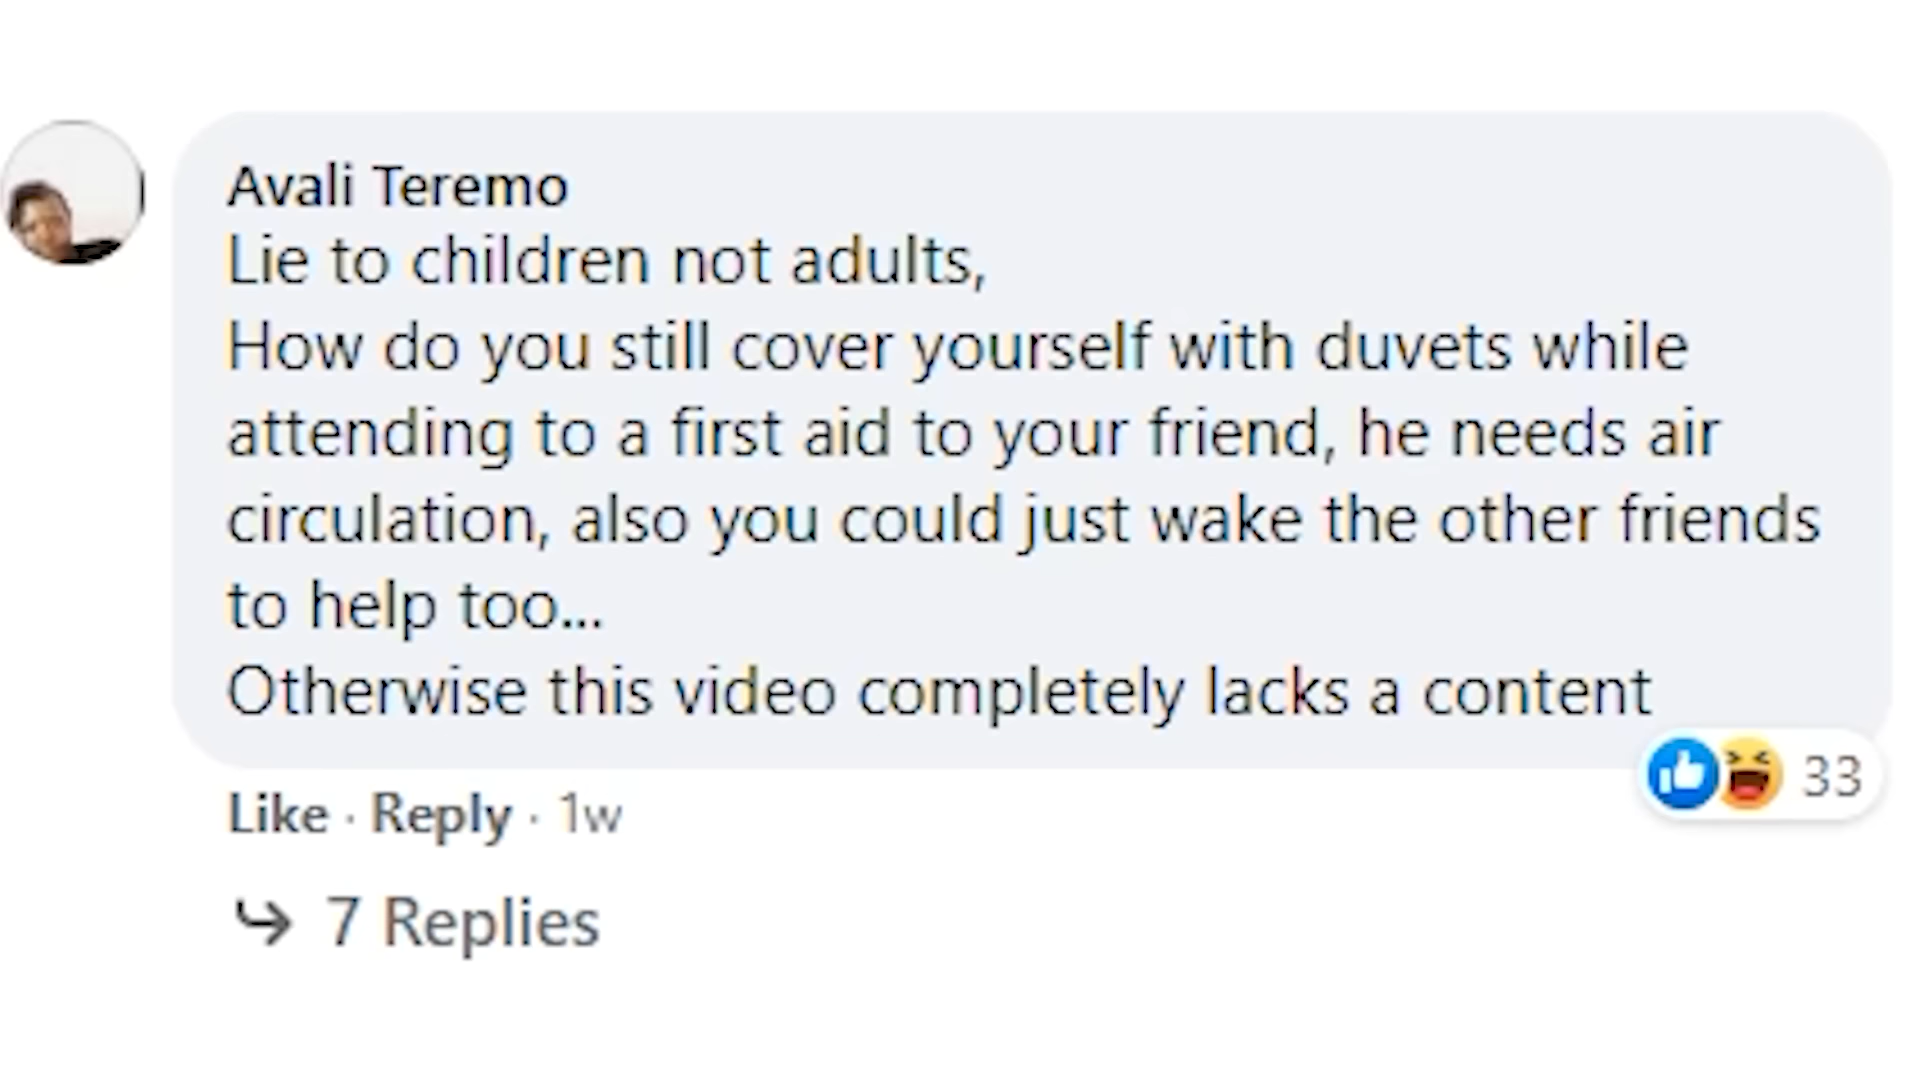 Avali Teremo
Lie to children not adults,
How do you still cover yourself with duvets while
attending to a first aid to your friend, he needs air
circulation, also you could just wake the other friends
to help too...
Otherwise this video completely lacks a content
33
Like · Reply · 1w
7 Replies